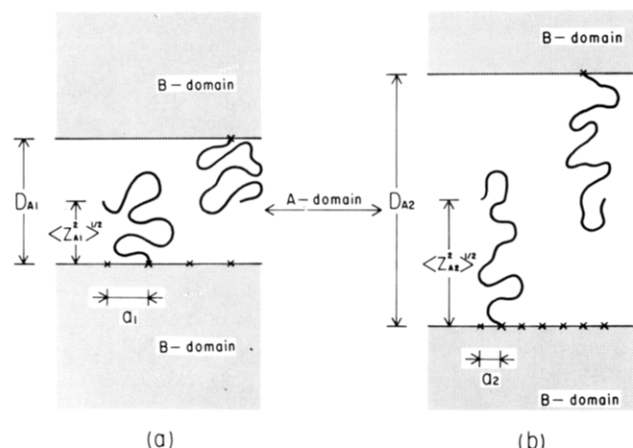 B-domain
B-domain
D_A1
<Z²_A1>^1/2
A-domain
D_A2
<Z²_A2>^1/2
a₁
a₂
B-domain
B-domain
(a)
(b)